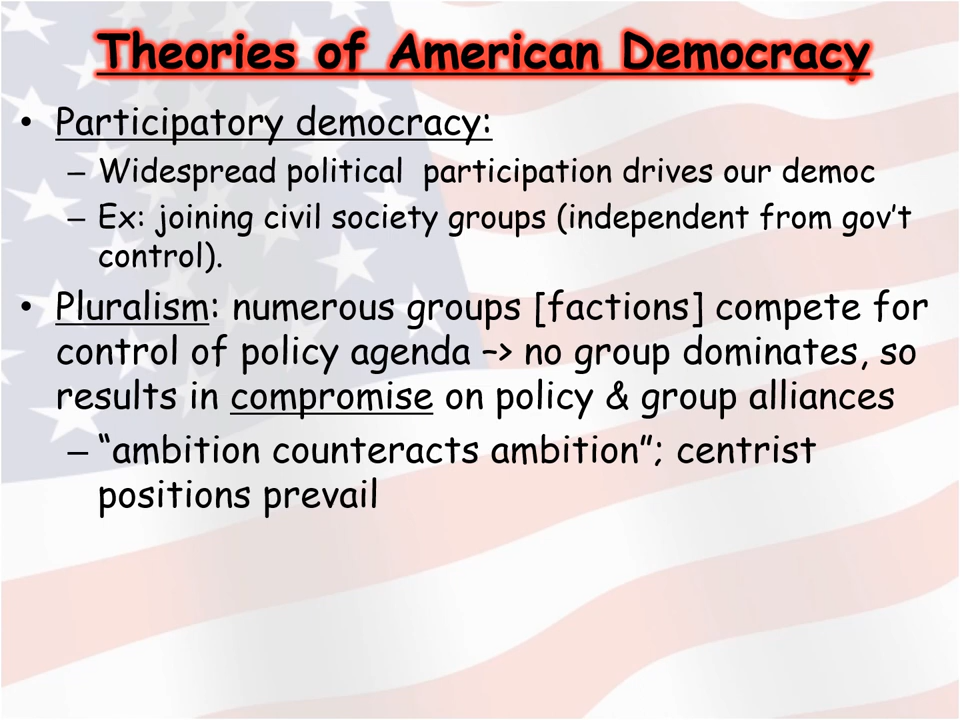 Theories of American Democracy
• Participatory democracy:
– Widespread political participation drives our democ
– Ex: joining civil society groups (independent from gov’t
control).
• Pluralism: numerous groups [factions] compete for
control of policy agenda –> no group dominates, so
results in compromise on policy & group alliances
– “ambition counteracts ambition”; centrist
positions prevail